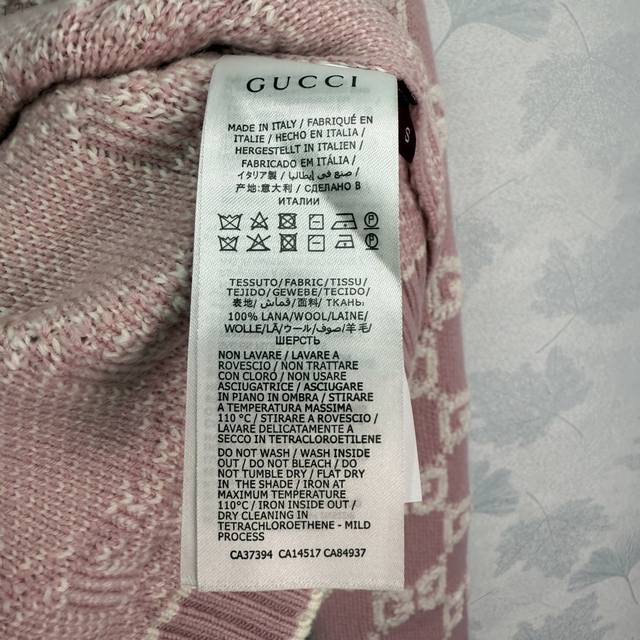 GUCCI
S
MADE IN ITALY / FABRIQUÉ EN
ITALIE / HECHO EN ITALIA /
HERGESTELLT IN ITALIEN /
FABRICADO EM ITÁLIA /
イタリア製 / صنع في إيطاليا /
产地:意大利 / СДЕЛАНО В
ИТАЛИИ
TESSUTO/FABRIC/TISSU/
TEJIDO/GEWEBE/TECIDO/
表地/قماش/面料/ ТКАНЬ:
100% LANA/WOOL/LAINE/
WOLLE/LÃ/ウール/صوف/羊毛/
ШЕРСТЬ
NON LAVARE / LAVARE A
ROVESCIO / NON TRATTARE
CON CLORO / NON USARE
ASCIUGATRICE / ASCIUGARE
IN PIANO IN OMBRA / STIRARE
A TEMPERATURA MASSIMA
110 °C / STIRARE A ROVESCIO /
LAVARE DELICATAMENTE A
SECCO IN TETRACLOROETILENE
DO NOT WASH / WASH INSIDE
OUT / DO NOT BLEACH / DO
NOT TUMBLE DRY / FLAT DRY
IN THE SHADE / IRON AT
MAXIMUM TEMPERATURE
110°C / IRON INSIDE OUT /
DRY CLEANING IN
TETRACHLOROETHENE - MILD
PROCESS
CA37394 CA14517 CA84937